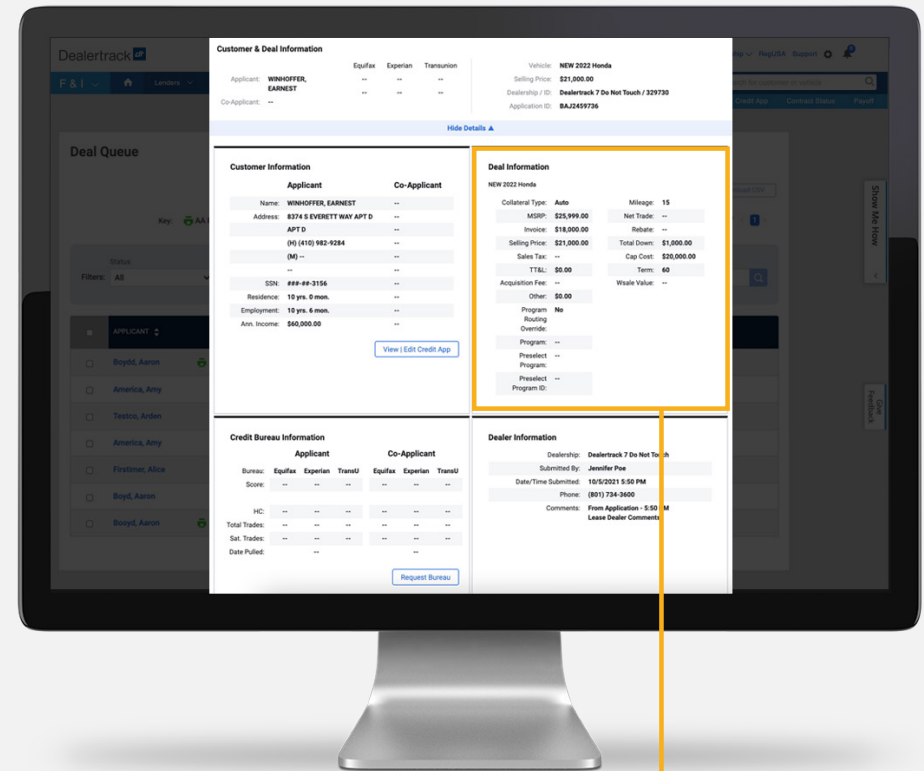 Dealertrack
ship RegUSA Support
F & I Lenders
Credit App Contract Status Payoff
Deal Queue
Key: AA
Status
Filters: All
APPLICANT
Boydd, Aaron
America, Amy
Testco, Arden
America, Amy
Firsttimer, Alice
Boyd, Aaron
Booyd, Aaron
Show Me How
Give Feedback
Customer & Deal Information
Equifax Experian Transunion
Applicant: WINHOFFER, EARNEST -- -- --
-- -- --
Co-Applicant: --
Vehicle: NEW 2022 Honda
Selling Price: $21,000.00
Dealership / ID: Dealertrack 7 Do Not Touch / 329730
Application ID: BAJ2459736
Hide Details
Customer Information
Applicant Co-Applicant
Name: WINHOFFER, EARNEST --
Address: 8374 S EVERETT WAY APT D --
APT D --
(H) (410) 982-9284 --
(M) -- --
-- --
SSN: ###-##-3156 --
Residence: 10 yrs. 0 mon. --
Employment: 10 yrs. 6 mon. --
Ann. Income: $60,000.00 --
View | Edit Credit App
Deal Information
NEW 2022 Honda
Collateral Type: Auto Mileage: 15
MSRP: $25,999.00 Net Trade: --
Invoice: $18,000.00 Rebate: --
Selling Price: $21,000.00 Total Down: $1,000.00
Sales Tax: -- Cap Cost: $20,000.00
TT&L: $0.00 Term: 60
Acquisition Fee: -- Wsale Value: --
Other: $0.00
Program No
Routing
Override:
Program: --
Preselect --
Program:
Preselect --
Program ID:
Credit Bureau Information
Applicant Co-Applicant
Bureau: Equifax Experian TransU Equifax Experian TransU
Score: -- -- -- -- -- --
HC: -- -- -- -- -- --
Total Trades: -- -- -- -- -- --
Sat. Trades: -- -- -- -- -- --
Date Pulled: -- --
Request Bureau
Dealer Information
Dealership: Dealertrack 7 Do Not Touch
Submitted By: Jennifer Poe
Date/Time Submitted: 10/5/2021 5:50 PM
Phone: (801) 734-3600
Comments: From Application - 5:50 PM
Lease Dealer Comments